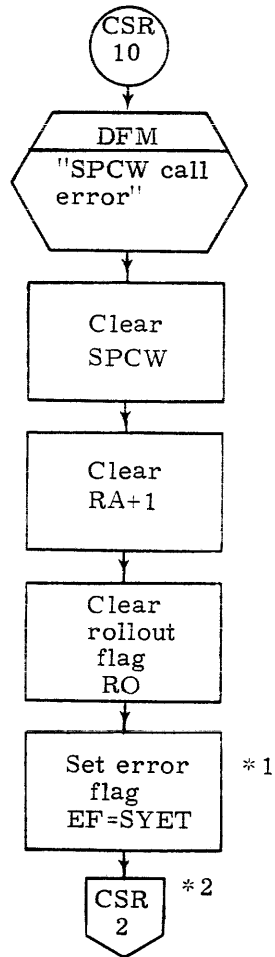 CSR
10
DFM
"SPCW call
error"
Clear
SPCW
Clear
RA+1
Clear
rollout
flag
RO
Set error
flag
EF=SYET
*1
CSR
2
*2